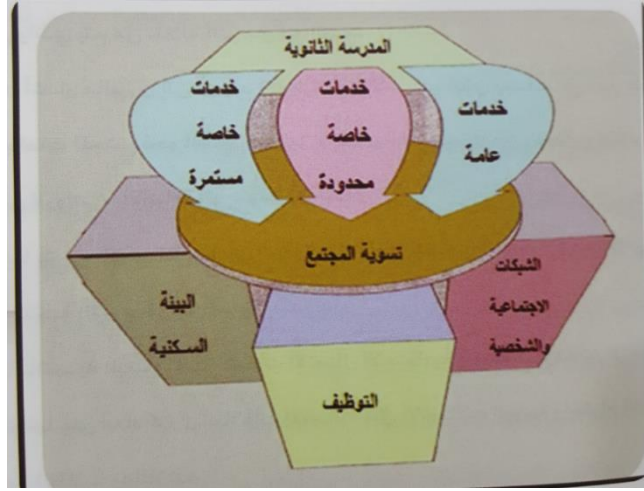 المدرسة الثانوية
خدمات
عامة
خدمات
خاصة
محدودة
خدمات
خاصة
مستمرة
تسوية المجتمع
الشبكات
الاجتماعية
والشخصية
التوظيف
البيئة
السكنية